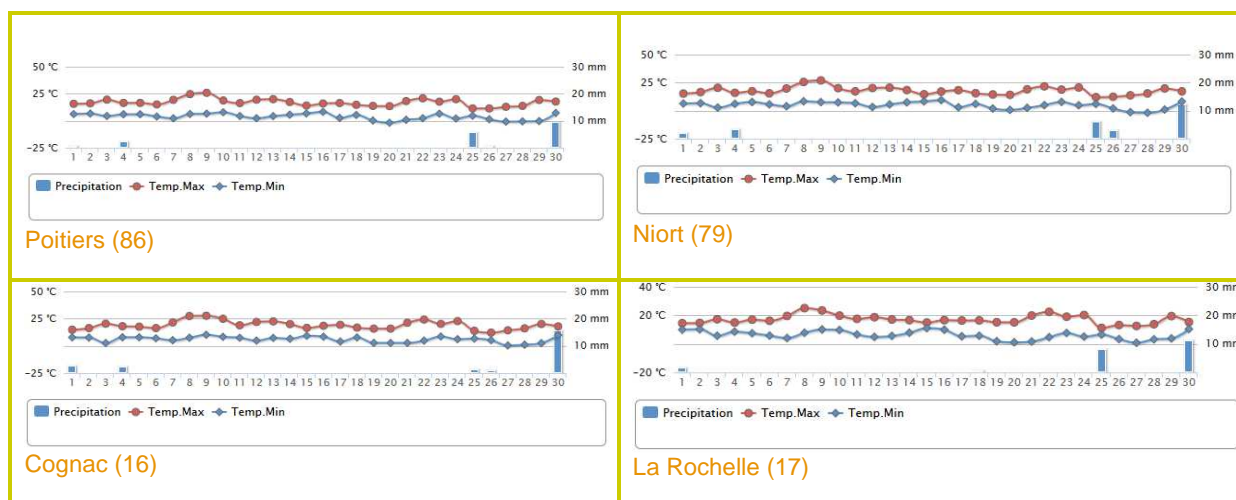 50 °C 30 mm
25 °C 20 mm
10 mm
-25 °C
1 2 3 4 5 6 7 8 9 10 11 12 13 14 15 16 17 18 19 20 21 22 23 24 25 26 27 28 29 30
Precipitation Temp.Max Temp.Min
Poitiers (86)
50 °C 30 mm
25 °C 20 mm
10 mm
-25 °C
1 2 3 4 5 6 7 8 9 10 11 12 13 14 15 16 17 18 19 20 21 22 23 24 25 26 27 28 29 30
Precipitation Temp.Max Temp.Min
Niort (79)
50 °C 30 mm
25 °C 20 mm
10 mm
-25 °C
1 2 3 4 5 6 7 8 9 10 11 12 13 14 15 16 17 18 19 20 21 22 23 24 25 26 27 28 29 30
Precipitation Temp.Max Temp.Min
Cognac (16)
40 °C 30 mm
20 °C 20 mm
10 mm
-20 °C
1 2 3 4 5 6 7 8 9 10 11 12 13 14 15 16 17 18 19 20 21 22 23 24 25 26 27 28 29 30
Precipitation Temp.Max Temp.Min
La Rochelle (17)